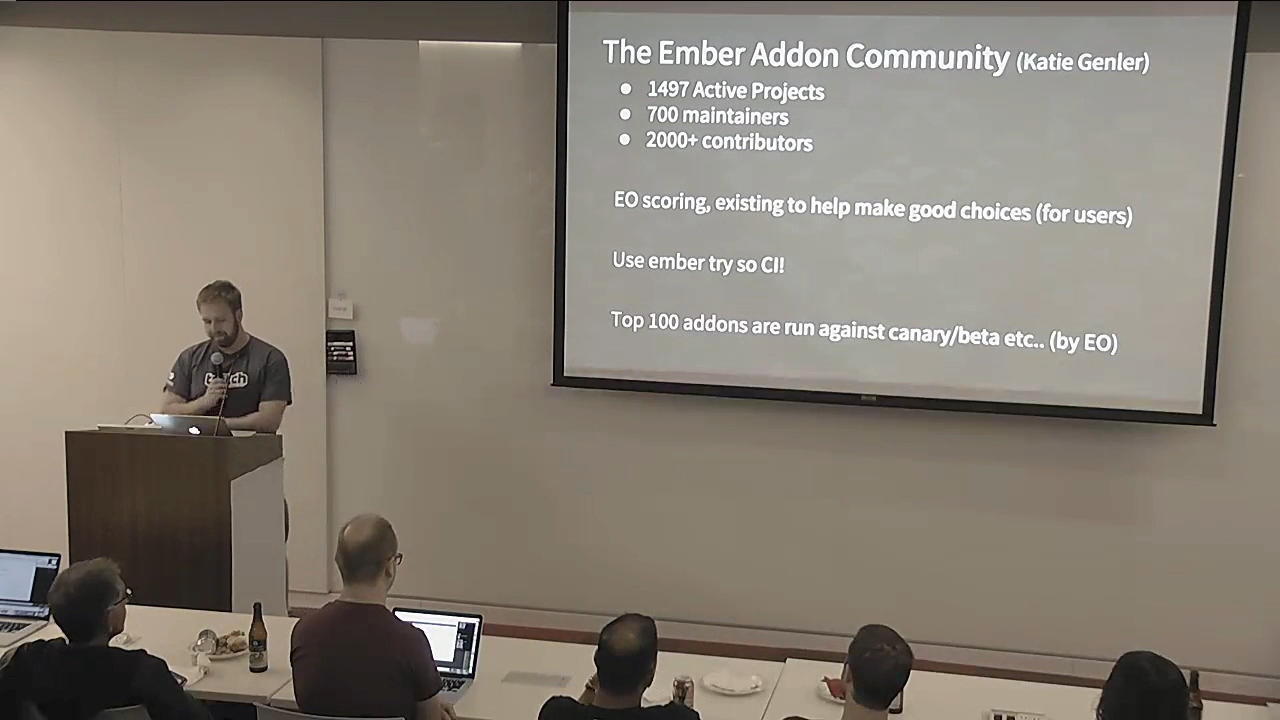 The Ember Addon Community (Katie Genler)
1497 Active Projects
700 maintainers
2000+ contributors
EO scoring, existing to help make good choices (for users)
Use ember try so CI!
Top 100 addons are run against canary/beta etc.. (by EO)